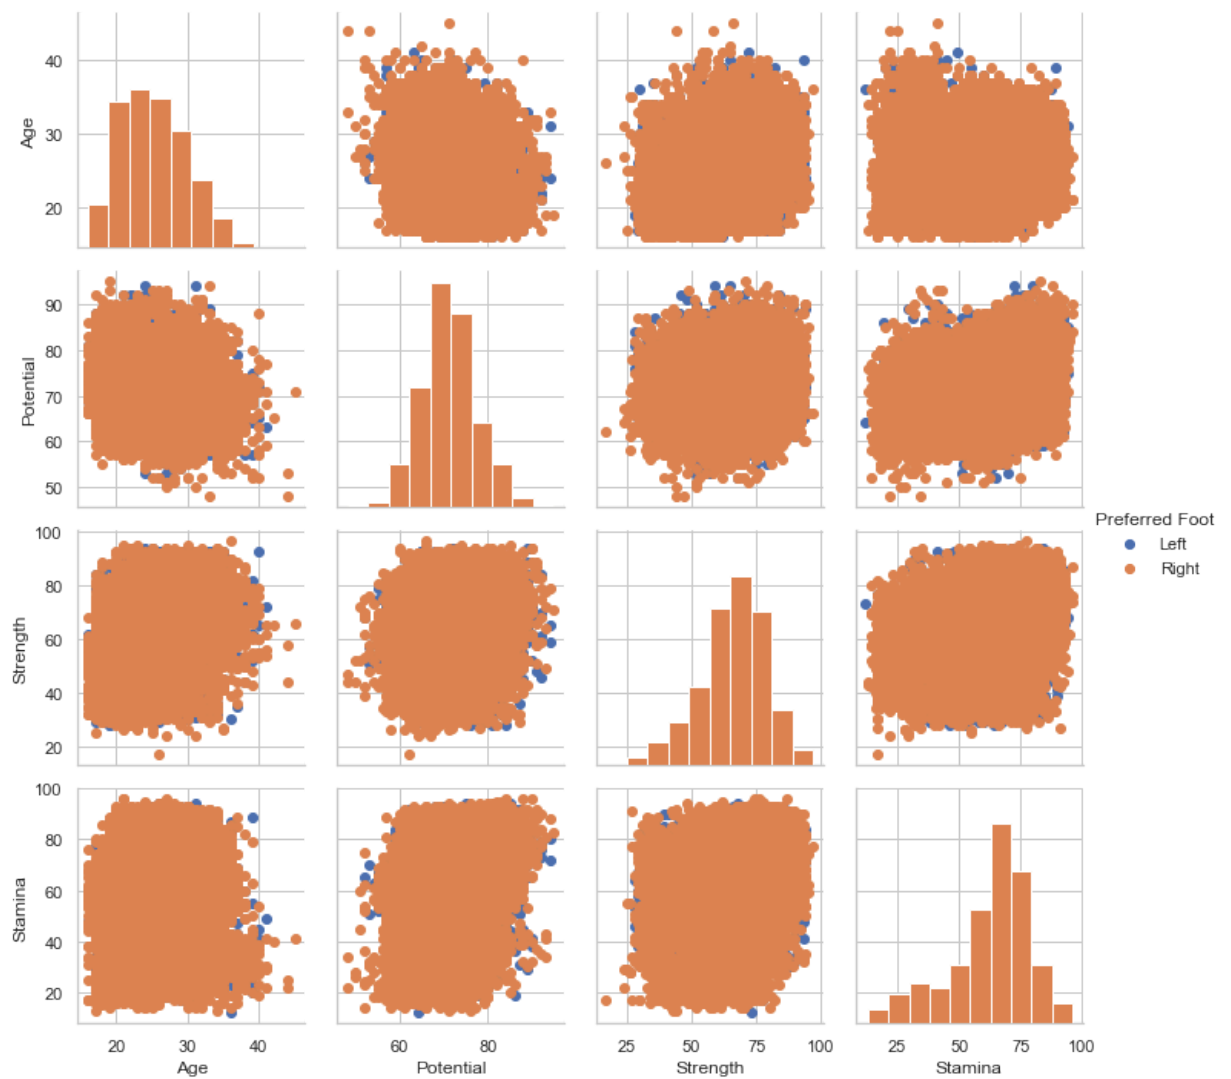 Age
40
30
20
Potential
90
80
70
60
50
Preferred Foot
Left
Right
Strength
100
80
60
40
20
Stamina
100
80
60
40
20
20 30 40 60 80 25 50 75 100 25 50 75 100
Age Potential Strength Stamina